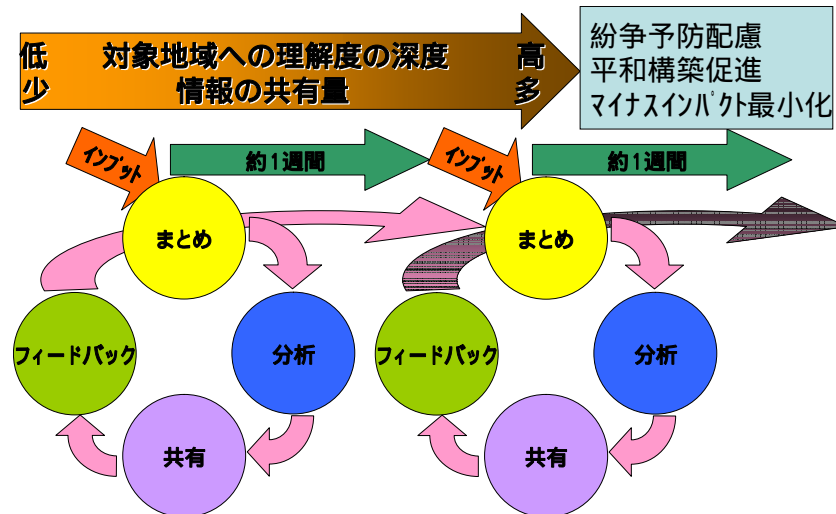 低 対象地域への理解度の深度 高
少 情報の共有量 多
紛争予防配慮
平和構築促進
ﾏｲﾅｽｲﾝﾊﾟｸﾄ最小化
ｲﾝﾌﾟｯﾄ
約1週間
ｲﾝﾌﾟｯﾄ
約1週間
まとめ
まとめ
フィードバック
分析
フィードバック
分析
共有
共有